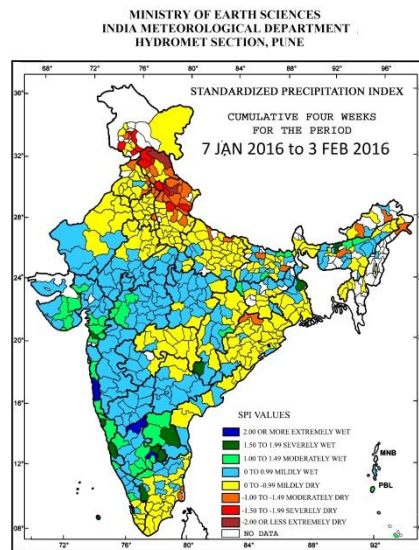 MINISTRY OF EARTH SCIENCES
INDIA METEOROLOGICAL DEPARTMENT
HYDROMET SECTION, PUNE
72° 76° 80° 84° 88° 92° 96°
STANDARDIZED PRECIPITATION INDEX
CUMULATIVE FOUR WEEKS
FOR THE PERIOD
7 JAN 2016 to 3 FEB 2016
36°
32°
28°
24°
20°
16°
12°
08°
SPI VALUES
2.00 OR MORE EXTREMELY WET
1.50 TO 1.99 SEVERELY WET
1.00 TO 1.49 MODERATELY WET
0 TO 0.99 MILDLY WET
0 TO -0.99 MILDLY DRY
-1.00 TO -1.49 MODERATELY DRY
-1.50 TO -1.99 SEVERELY DRY
-2.00 OR LESS EXTREMELY DRY
NO DATA
MNB
PBL
68° 72° 76° 80° 84° 88° 92°